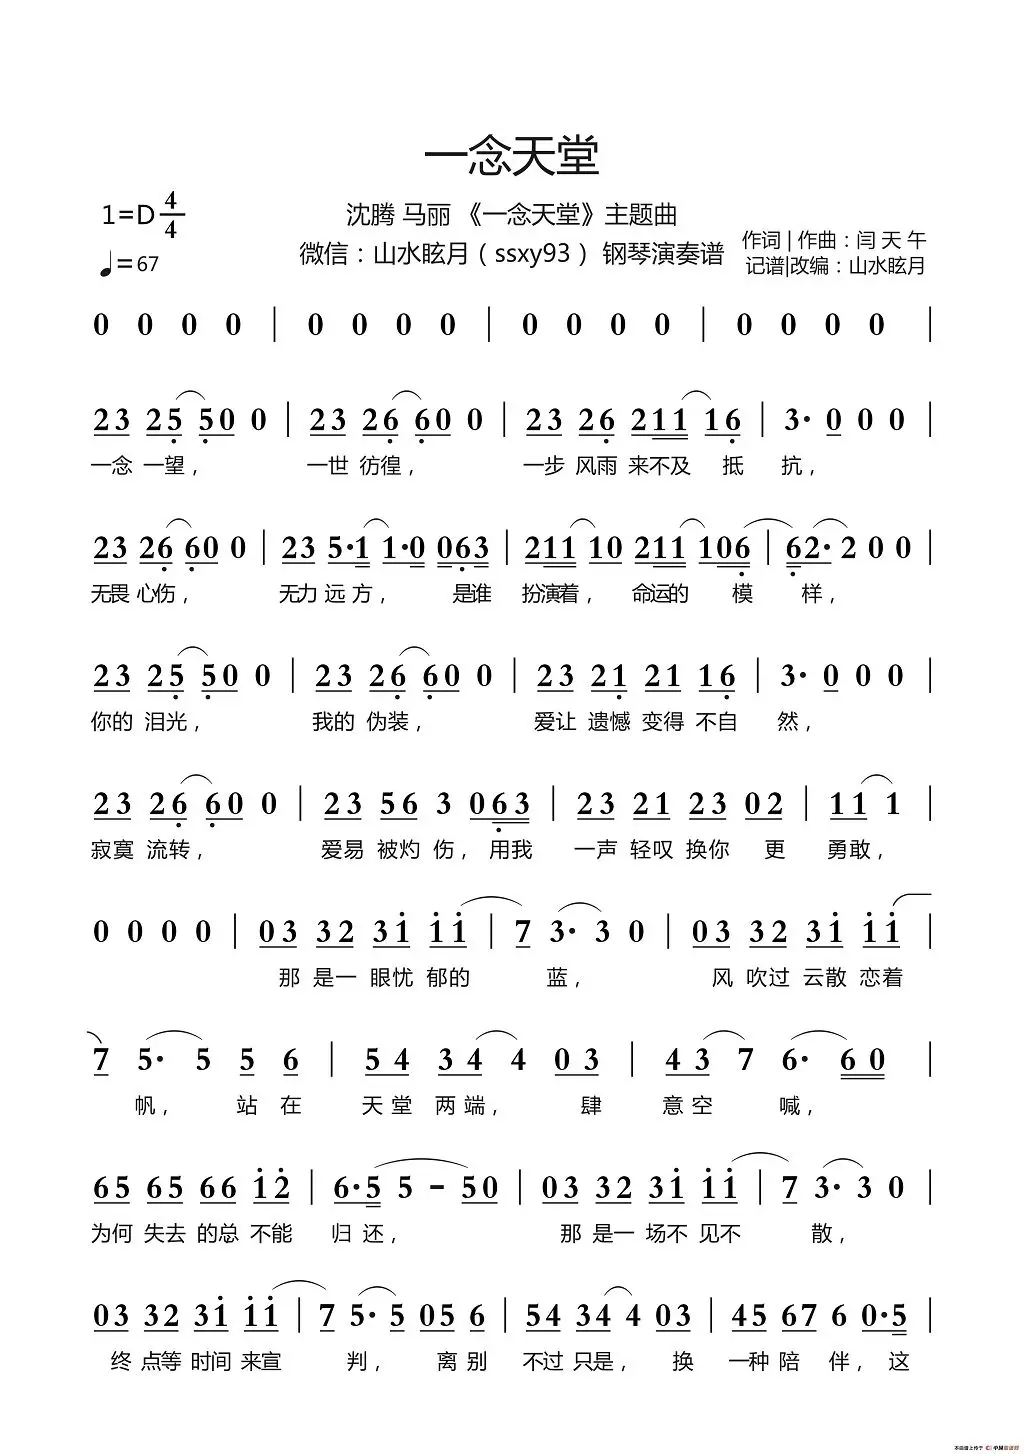 一念天堂
1=D 4/4
沈腾 马丽 《一念天堂》主题曲
♩=67
微信：山水眩月（ssxy93） 钢琴演奏谱
作词 | 作曲：闫 天 午
记谱|改编：山水眩月
0 0 0 0 | 0 0 0 0 | 0 0 0 0 | 0 0 0 0 |
23 25 50 0 | 23 26 60 0 | 23 26 211 16 | 3· 0 0 0 |
一念 一望， 一世 彷徨， 一步 风雨 来不及 抵 抗，
23 26 60 0 | 23 5·1 1·0 06·3 | 211 10 211 106 | 62· 2 0 0 |
无畏 心伤， 无力 远 方， 是谁 扮演着， 命运的 模 样，
23 25 50 0 | 23 26 60 0 | 23 21 21 16 | 3· 0 0 0 |
你的 泪光， 我的 伪装， 爱让 遗憾 变得 不自 然，
23 26 60 0 | 23 56 3 063 | 23 21 23 02 | 11 1 |
寂寞 流转， 爱易 被灼 伤，用我 一声 轻叹 换你 更 勇敢，
0 0 0 0 | 03 32 31 11 | 7 3· 3 0 | 03 32 31 11 |
那 是一 眼忧 郁的 蓝， 风 吹过 云散 恋着
7 5· 5 5 6 | 54 34 4 03 | 43 7 6· 60 |
帆， 站 在 天堂 两端， 肆 意空 喊，
65 65 66 12 | 6·5 5 - 50 | 03 32 31 11 | 7 3· 3 0 |
为何 失去 的总 不能 归 还， 那 是一 场不 见不 散，
03 32 31 11 | 7 5· 5 05 6 | 54 34 4 03 | 45 67 6 0·5 |
终 点等 时间 来宣 判， 离 别 不过 只是， 换 一种 陪 伴，这